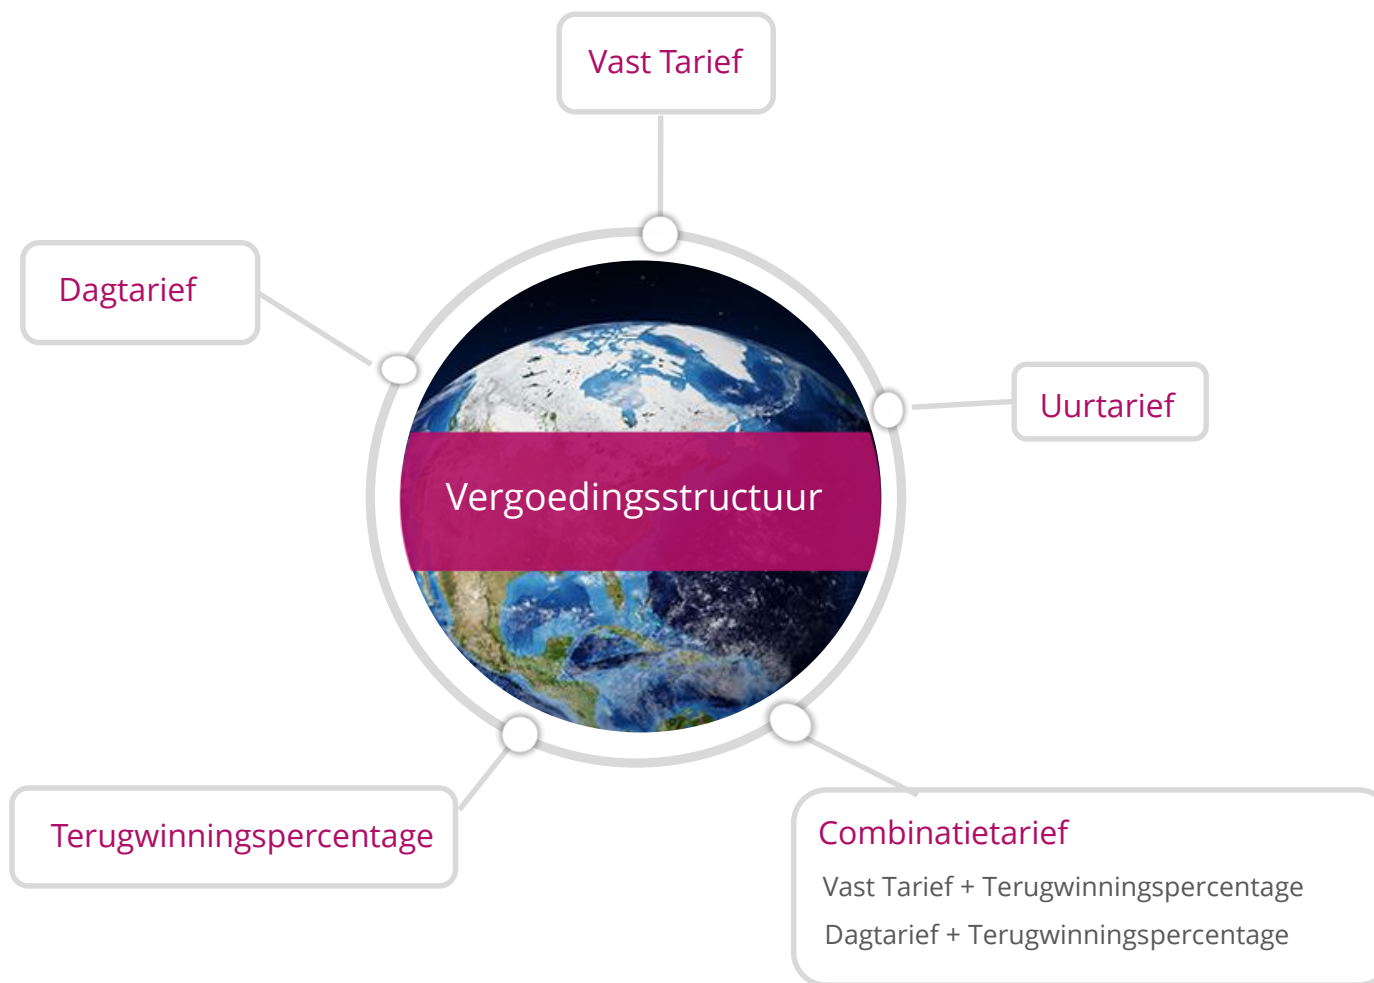 Vast Tarief
Dagtarief
Uurtarief
Vergoedingsstructuur
Terugwinningspercentage
Combinatietarief
Vast Tarief + Terugwinningspercentage
Dagtarief + Terugwinningspercentage